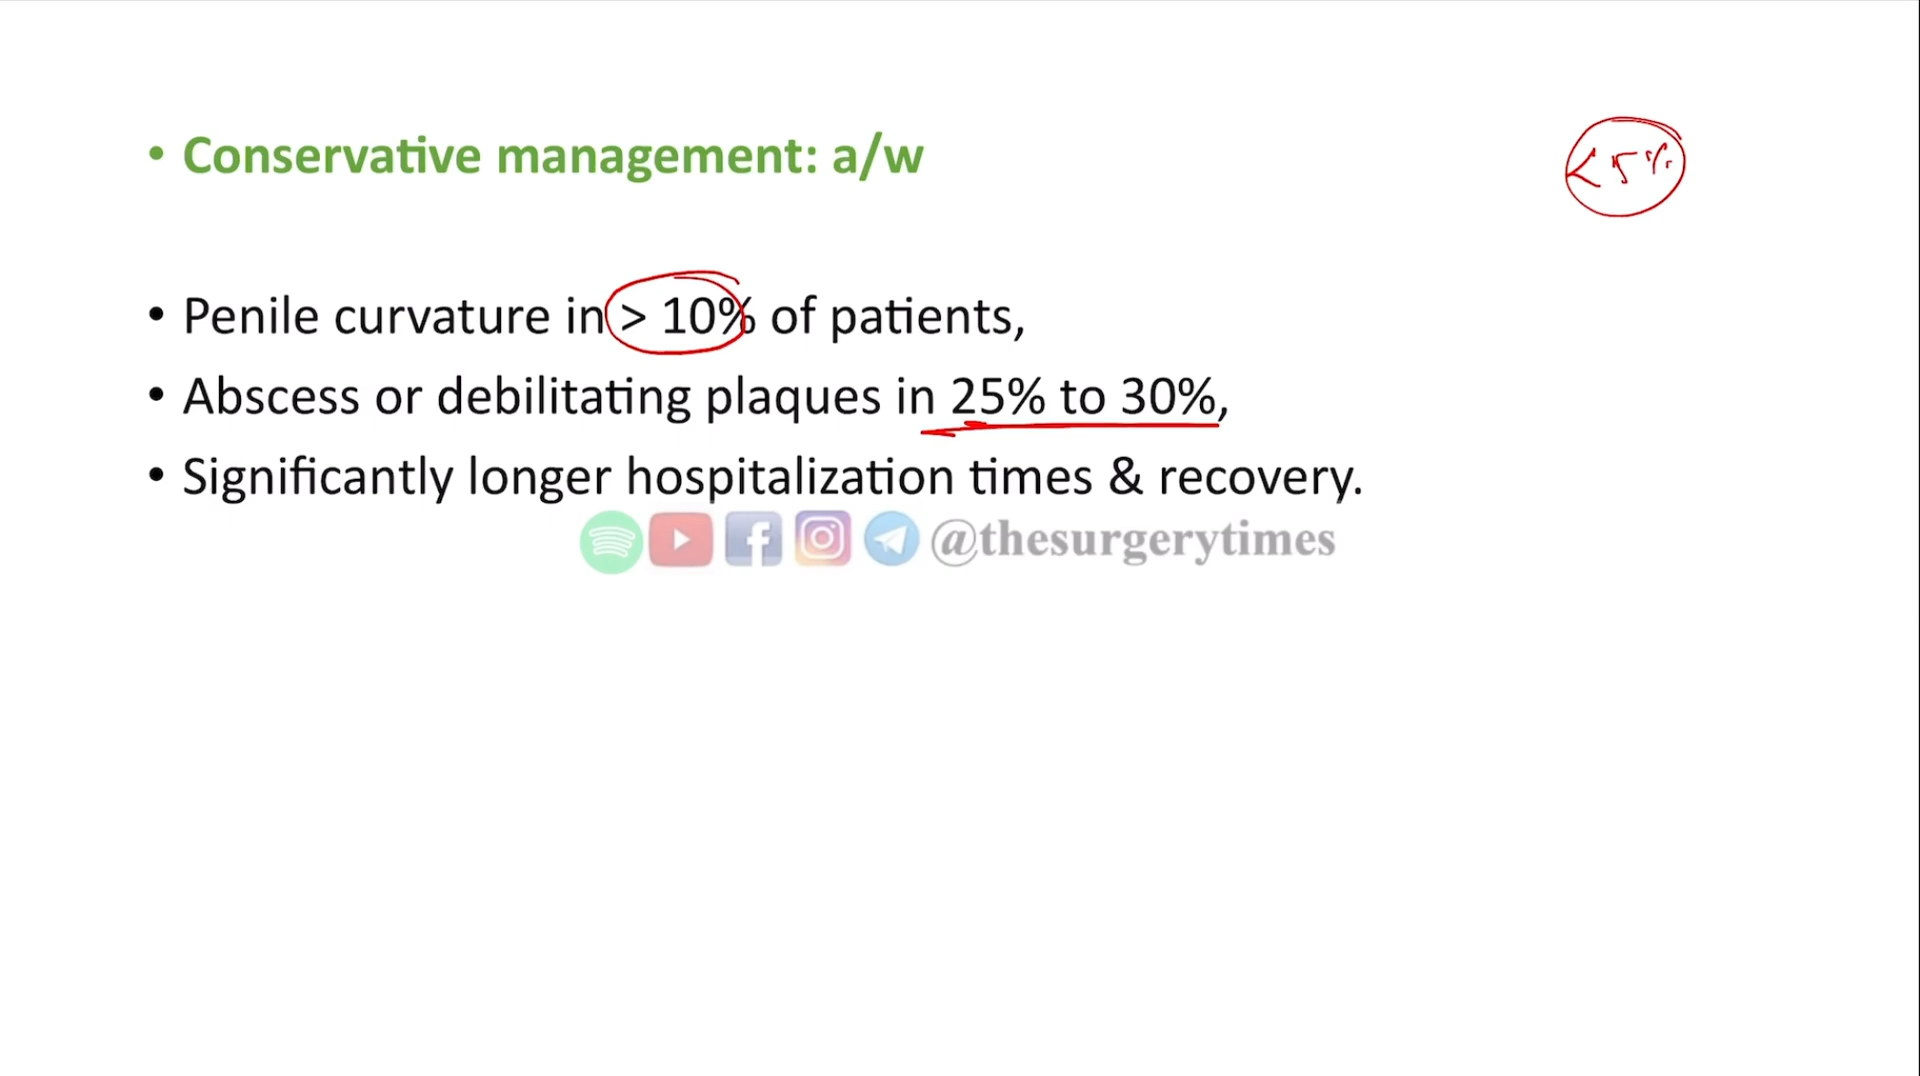 • Conservative management: a/w
< 5%
• Penile curvature in > 10% of patients,
• Abscess or debilitating plaques in 25% to 30%,
• Significantly longer hospitalization times & recovery.
@thesurgerytimes